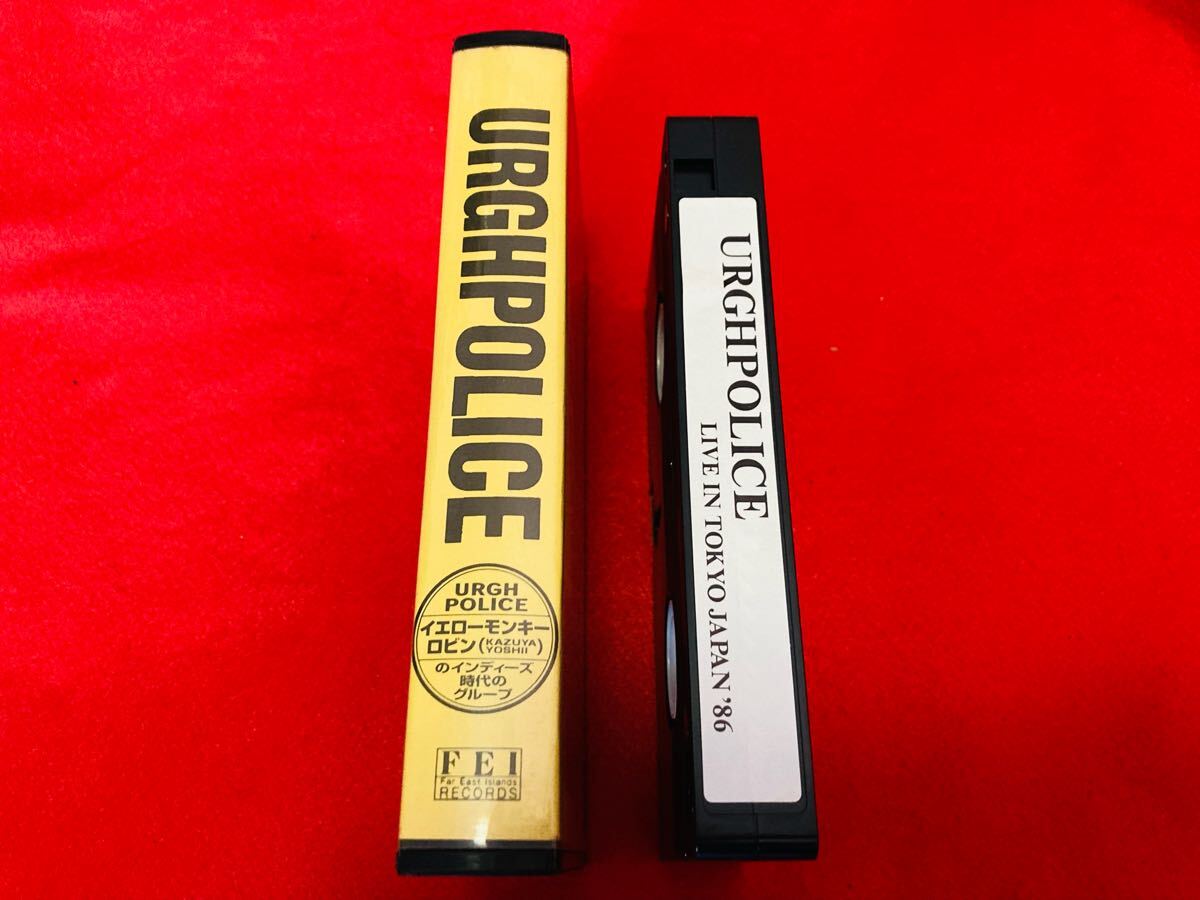 URGHPOLICE
URGH
POLICE
イエローモンキー
ロビン(KAZUYA YOSHII)
のインディーズ
時代の
グループ
FEI
Far East Islands
RECORDS
URGHPOLICE
LIVE IN TOKYO JAPAN '86